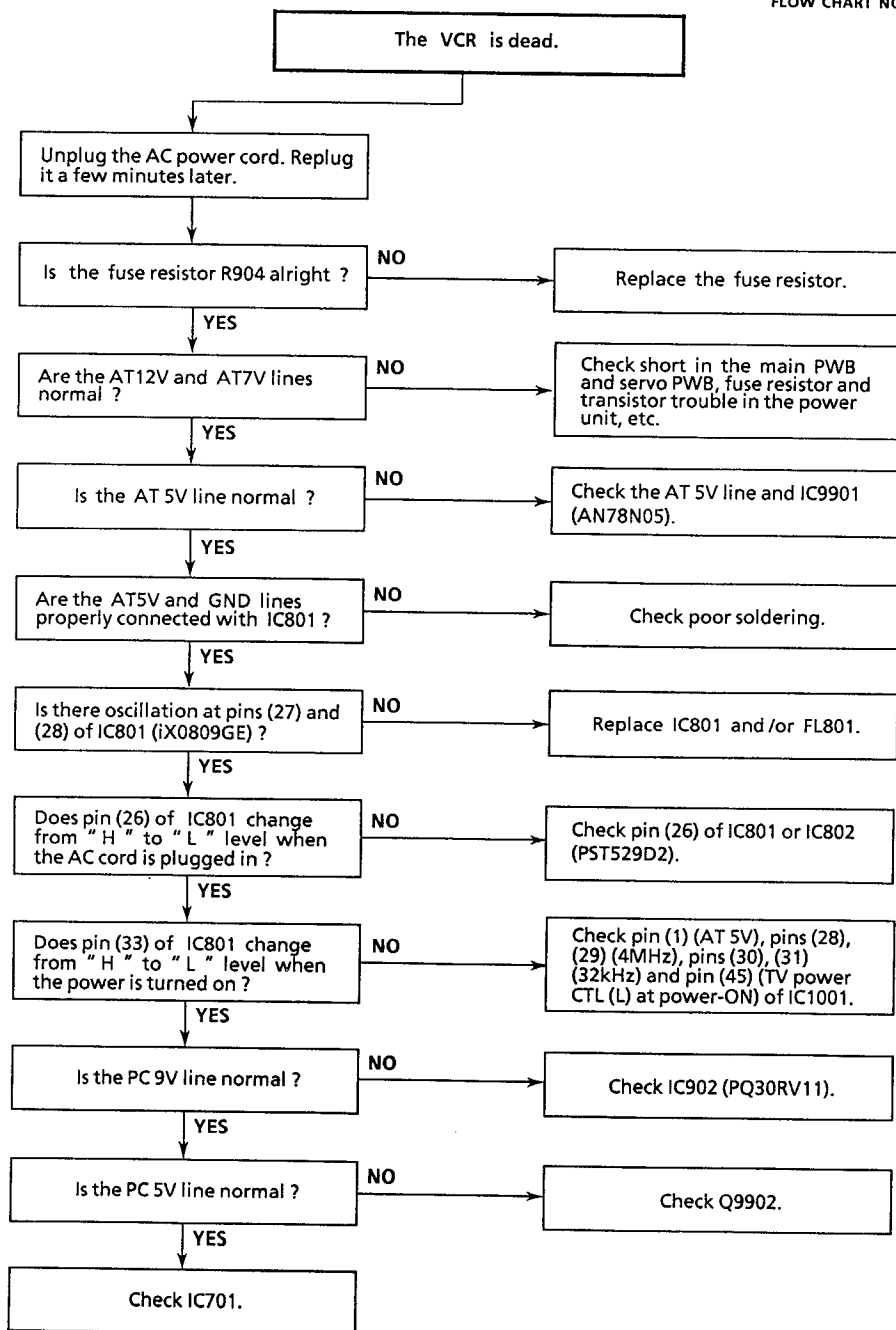 FLOW CHART NO
The VCR is dead.
Unplug the AC power cord. Replug
it a few minutes later.
Is the fuse resistor R904 alright ?
NO
Replace the fuse resistor.
YES
Are the AT12V and AT7V lines
normal ?
NO
Check short in the main PWB
and servo PWB, fuse resistor and
transistor trouble in the power
unit, etc.
YES
Is the AT 5V line normal ?
NO
Check the AT 5V line and IC9901
(AN78N05).
YES
Are the AT5V and GND lines
properly connected with IC801 ?
NO
Check poor soldering.
YES
Is there oscillation at pins (27) and
(28) of IC801 (iX0809GE) ?
NO
Replace IC801 and /or FL801.
YES
Does pin (26) of IC801 change
from " H " to " L " level when
the AC cord is plugged in ?
NO
Check pin (26) of IC801 or IC802
(PST529D2).
YES
Does pin (33) of IC801 change
from " H " to " L " level when
the power is turned on ?
NO
Check pin (1) (AT 5V), pins (28),
(29) (4MHz), pins (30), (31)
(32kHz) and pin (45) (TV power
CTL (L) at power-ON) of IC1001.
YES
Is the PC 9V line normal ?
NO
Check IC902 (PQ30RV11).
YES
Is the PC 5V line normal ?
NO
Check Q9902.
YES
Check IC701.